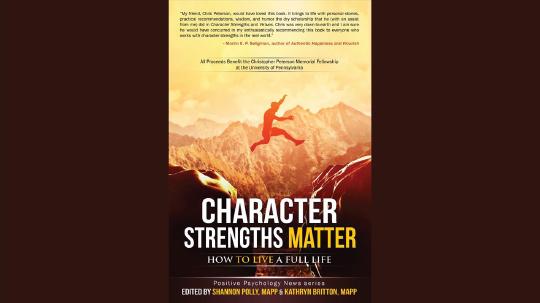 "My friend, Chris Peterson, would have loved this book. It brings to life with personal stories,
practical recommendations, wisdom, and humor the dry scholarship that he (with an assist
from me) did in Character Strengths and Virtues. Chris was very down-to-earth and I am sure
he would have concurred in my enthusiastically recommending this book to everyone who
works with character strengths in the real world."
- Martin E. P. Seligman, author of Authentic Happiness and Flourish
All Proceeds Benefit the Christopher Peterson Memorial Fellowship
at the University of Pennsylvania
CHARACTER
STRENGTHS MATTER
HOW TO LIVE A FULL LIFE
Positive Psychology News series
EDITED BY SHANNON POLLY, MAPP & KATHRYN BRITTON, MAPP